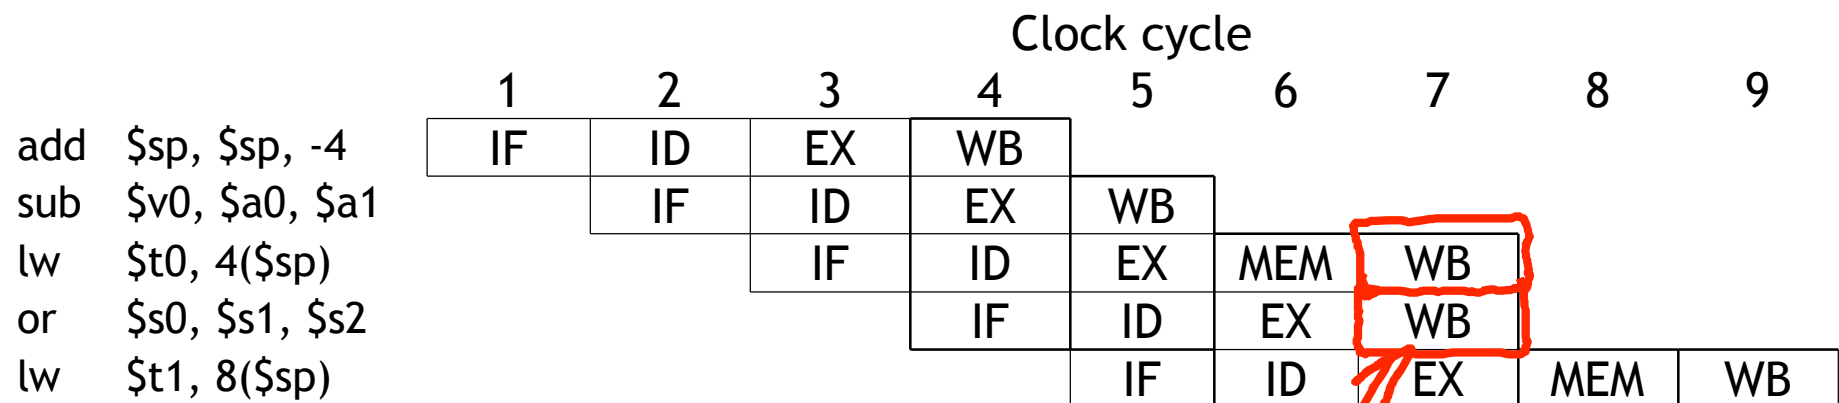 Clock cycle
1 2 3 4 5 6 7 8 9
add $sp, $sp, -4 IF ID EX WB
sub $v0, $a0, $a1 IF ID EX WB
lw $t0, 4($sp) IF ID EX MEM WB
or $s0, $s1, $s2 IF ID EX WB
lw $t1, 8($sp) IF ID EX MEM WB